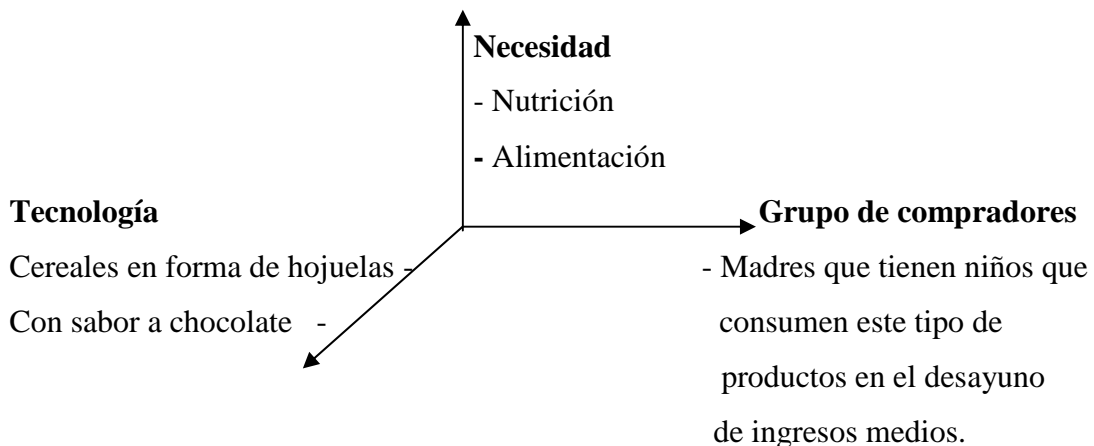 Necesidad
- Nutrición
- Alimentación
Tecnología
Cereales en forma de hojuelas -
Con sabor a chocolate -
Grupo de compradores
- Madres que tienen niños que
consumen este tipo de
productos en el desayuno
de ingresos medios.